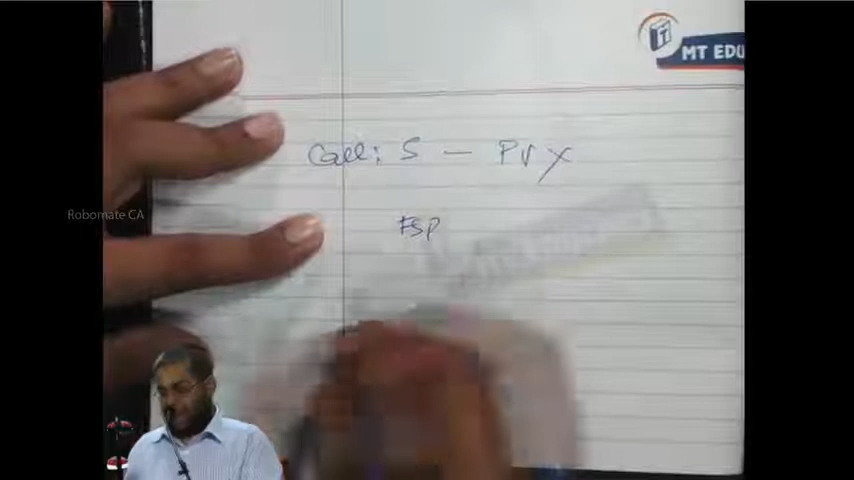 MT EDU
Call: S — PV X
Robomate CA
FSP